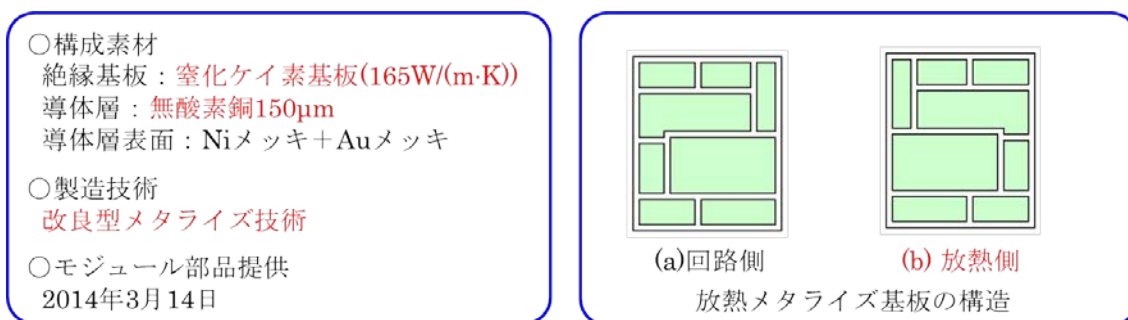 〇構成素材
絶縁基板：窒化ケイ素基板(165W/(m·K))
導体層：無酸素銅150μm
導体層表面：Niメッキ＋Auメッキ
〇製造技術
改良型メタライズ技術
〇モジュール部品提供
2014年3月14日
(a)回路側
(b) 放熱側
放熱メタライズ基板の構造